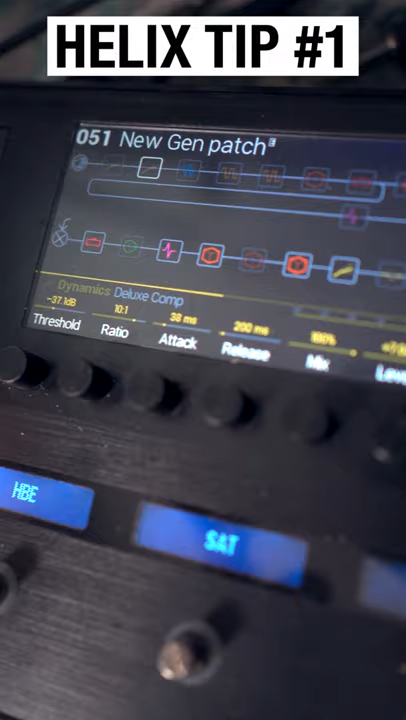 HELIX TIP #1
051 New Gen patch
Dynamics Deluxe Comp
-37.1dB 10:1 38 ms 200 ms 100%
Threshold Ratio Attack Release Mix Level
SAT